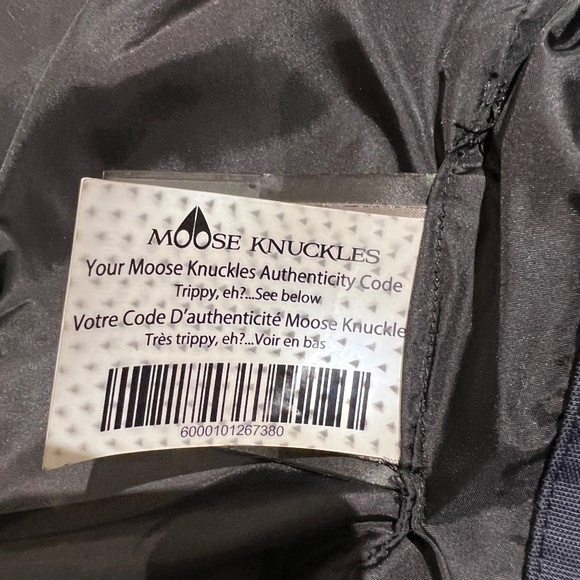 MOOSE KNUCKLES
Your Moose Knuckles Authenticity Code
Trippy, eh?...See below
Votre Code D'authenticité Moose Knuckle
Très trippy, eh?...Voir en bas
6000101267380